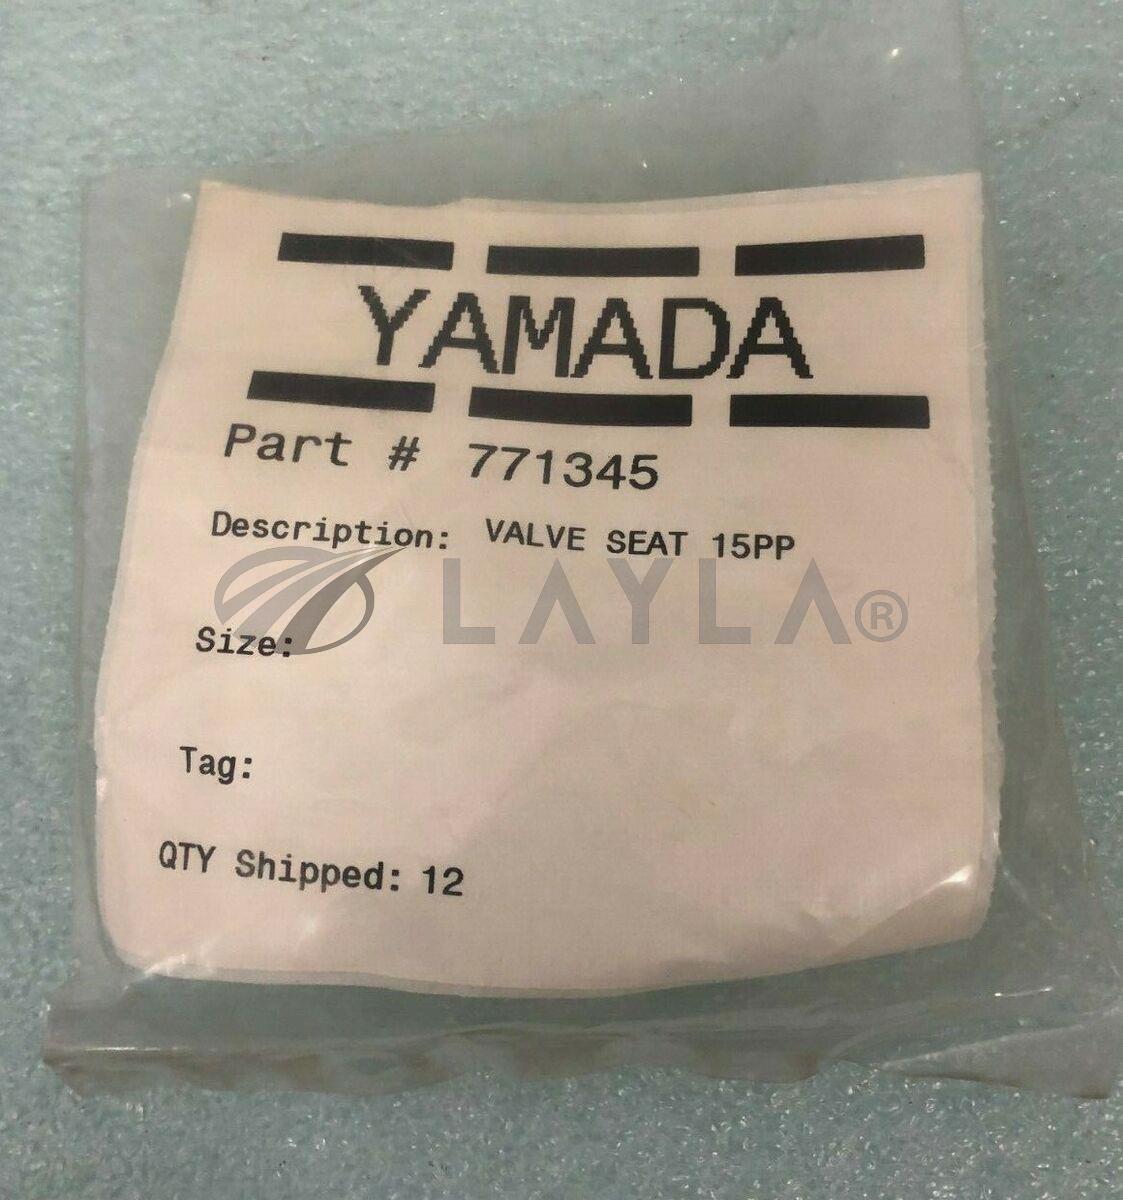 YAMADA
Part # 771345
Description: VALVE SEAT 15PP
LAYLA®
Size:
Tag:
QTY Shipped: 12